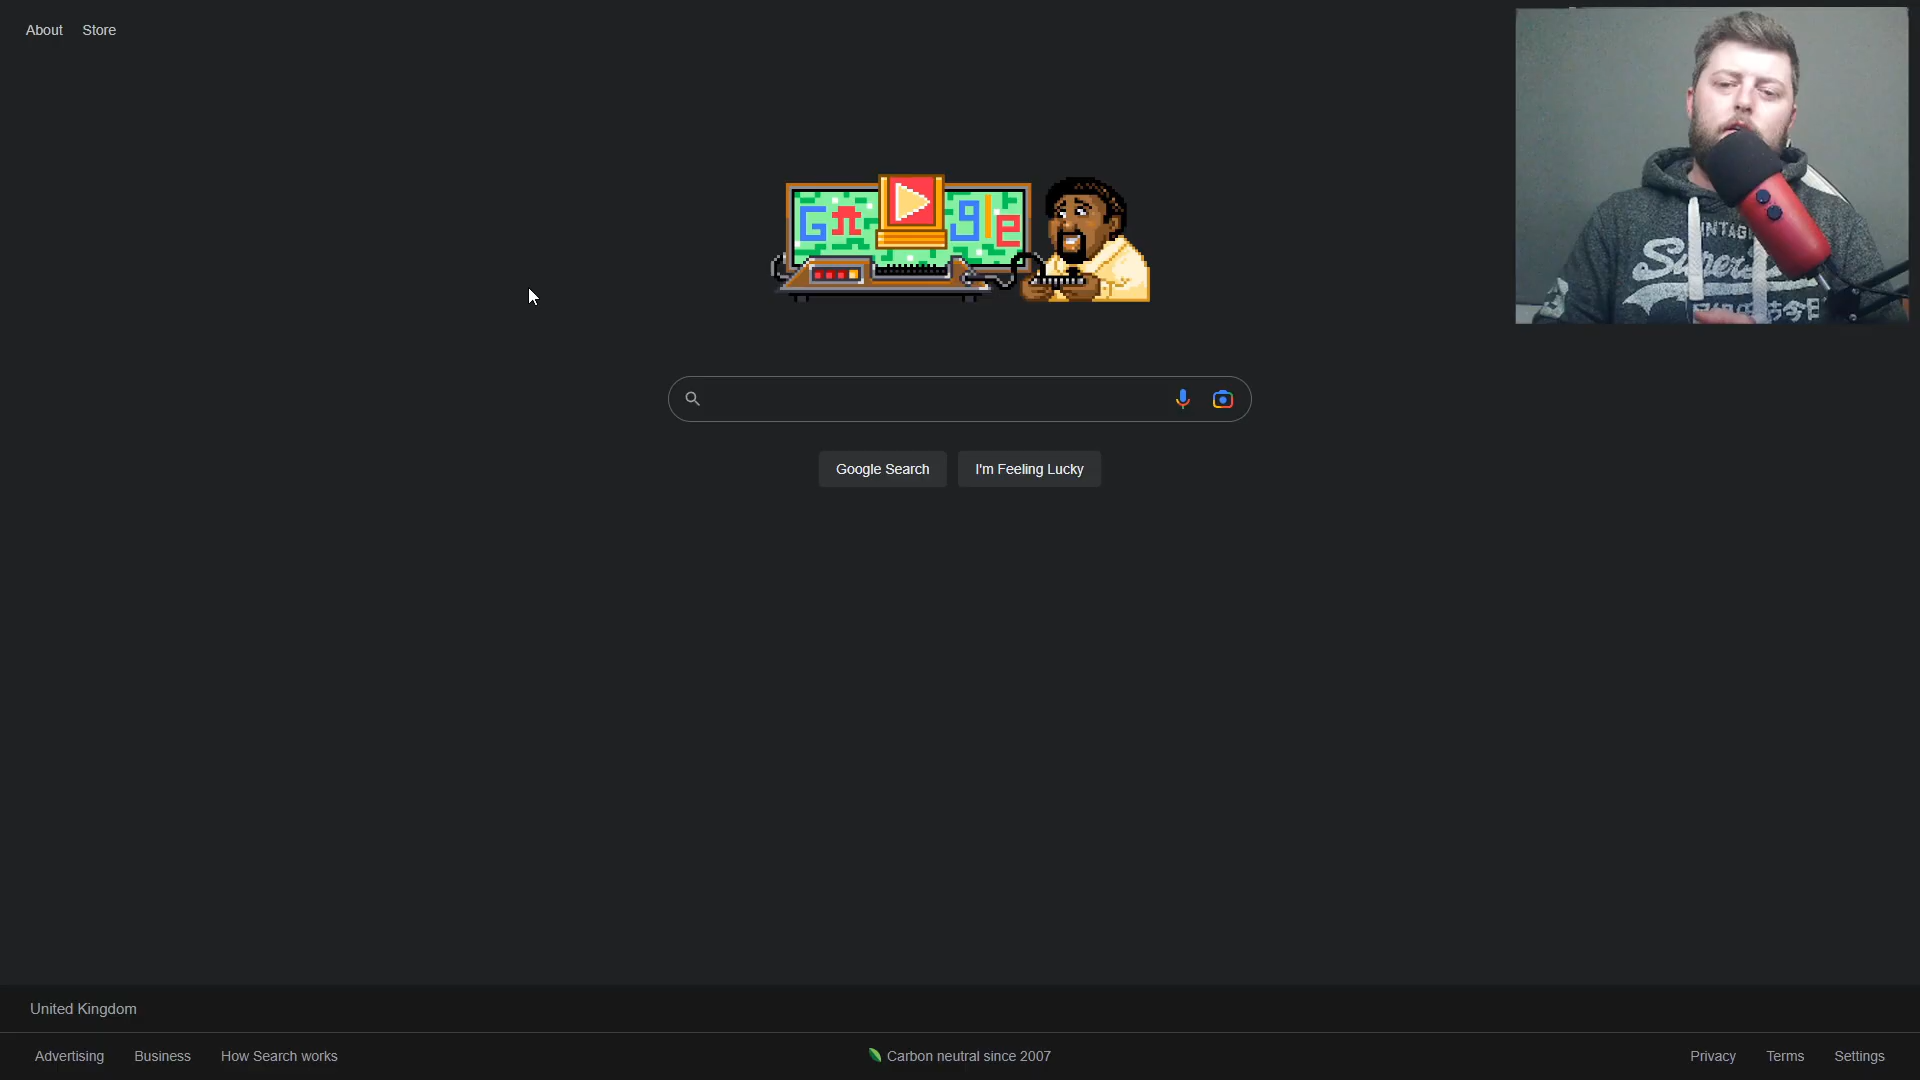 About Store
Google
Google Search I'm Feeling Lucky
United Kingdom
Advertising Business How Search works
Carbon neutral since 2007
Privacy Terms Settings